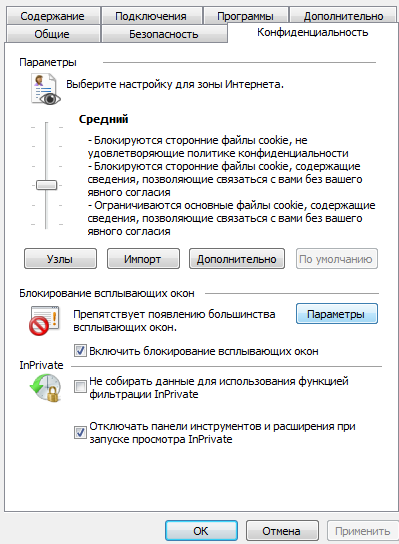 Содержание
Подключения
Программы
Дополнительно
Общие
Безопасность
Конфиденциальность
Параметры
Выберите настройку для зоны Интернета.
Средний
- Блокируются сторонние файлы cookie, не
удовлетворяющие политике конфиденциальности
- Блокируются сторонние файлы cookie, содержащие
сведения, позволяющие связаться с вами без вашего
явного согласия
- Ограничиваются основные файлы cookie, содержащие
сведения, позволяющие связаться с вами без вашего
явного согласия
Узлы
Импорт
Дополнительно
По умолчанию
Блокирование всплывающих окон
Препятствует появлению большинства
всплывающих окон.
Параметры
Включить блокирование всплывающих окон
InPrivate
Не собирать данные для использования функцией
фильтрации InPrivate
Отключать панели инструментов и расширения при
запуске просмотра InPrivate
ОК
Отмена
Применить